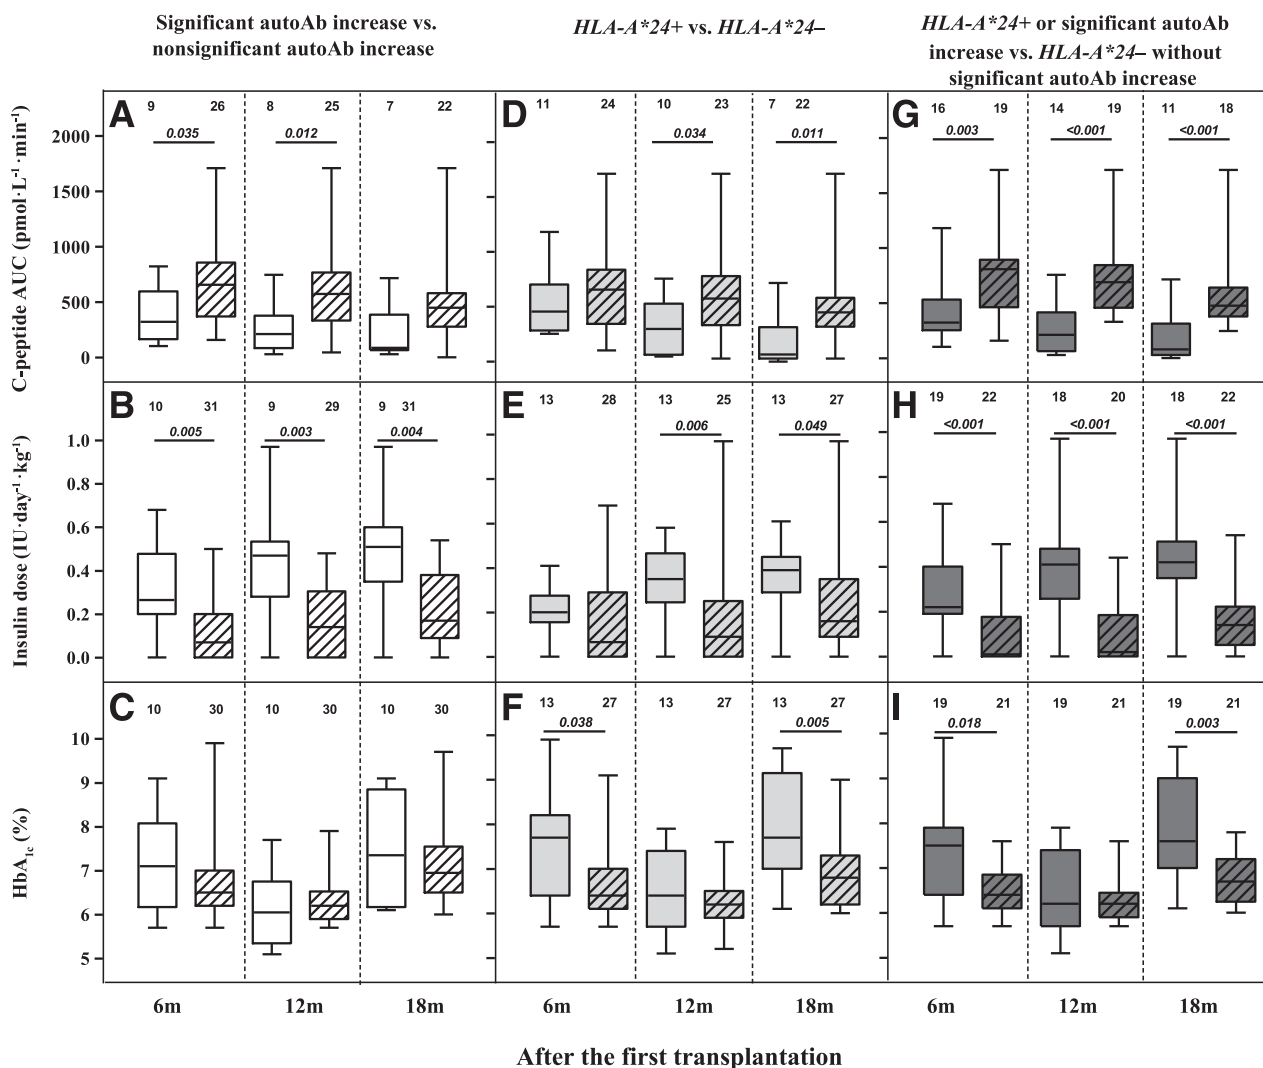 Significant autoAb increase vs.
nonsignificant autoAb increase
HLA-A*24+ vs. HLA-A*24–
HLA-A*24+ or significant autoAb
increase vs. HLA-A*24– without
significant autoAb increase
C-peptide AUC (pmol·L⁻¹·min⁻¹)
2000
1500
1000
500
0
A
9 26 8 25 7 22
0.035 0.012
D
11 24 10 23 7 22
0.034 0.011
G
16 19 14 19 11 18
0.003 <0.001 <0.001
Insulin dose (IU·day⁻¹·kg⁻¹)
1.0
0.8
0.6
0.4
0.2
0.0
B
10 31 9 29 9 31
0.005 0.003 0.004
E
13 28 13 25 13 27
0.006 0.049
H
19 22 18 20 18 22
<0.001 <0.001 <0.001
HbA1c (%)
10
9
8
7
6
5
C
10 30 10 30 10 30
F
13 27 13 27 13 27
0.038 0.005
I
19 21 19 21 19 21
0.018 0.003
6m 12m 18m 6m 12m 18m 6m 12m 18m
After the first transplantation